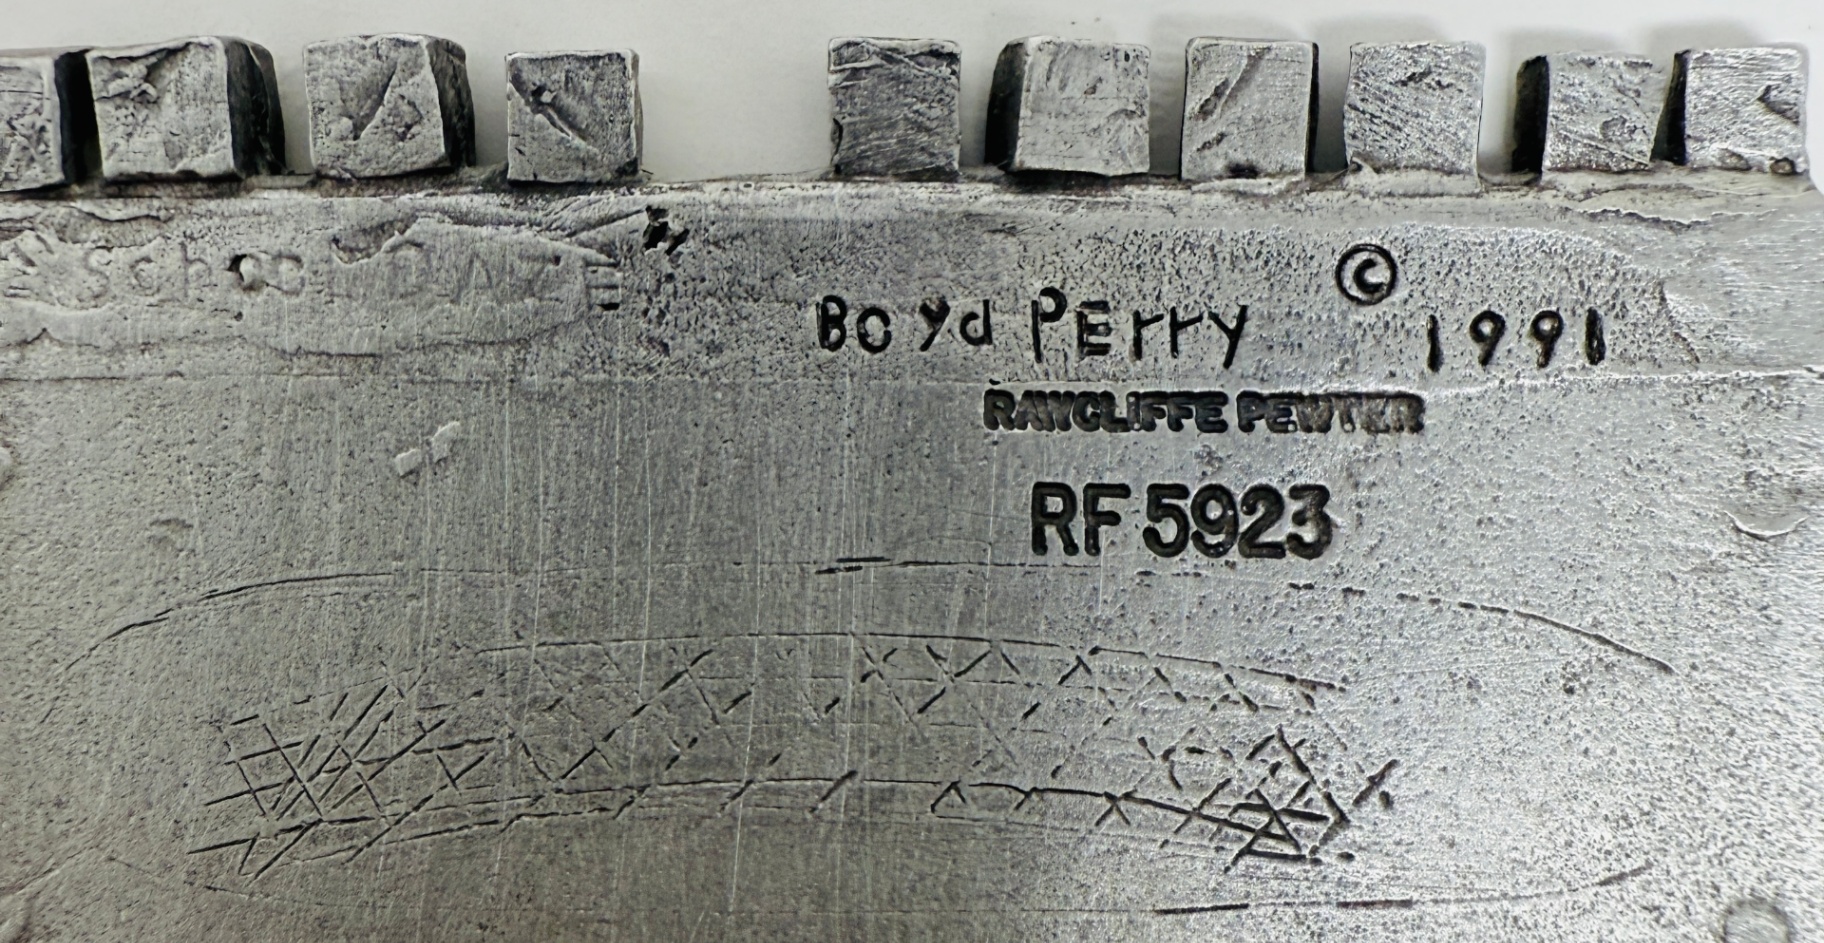 Boyd PErry © 1991
RAWCLIFFE PEWTER
RF 5923